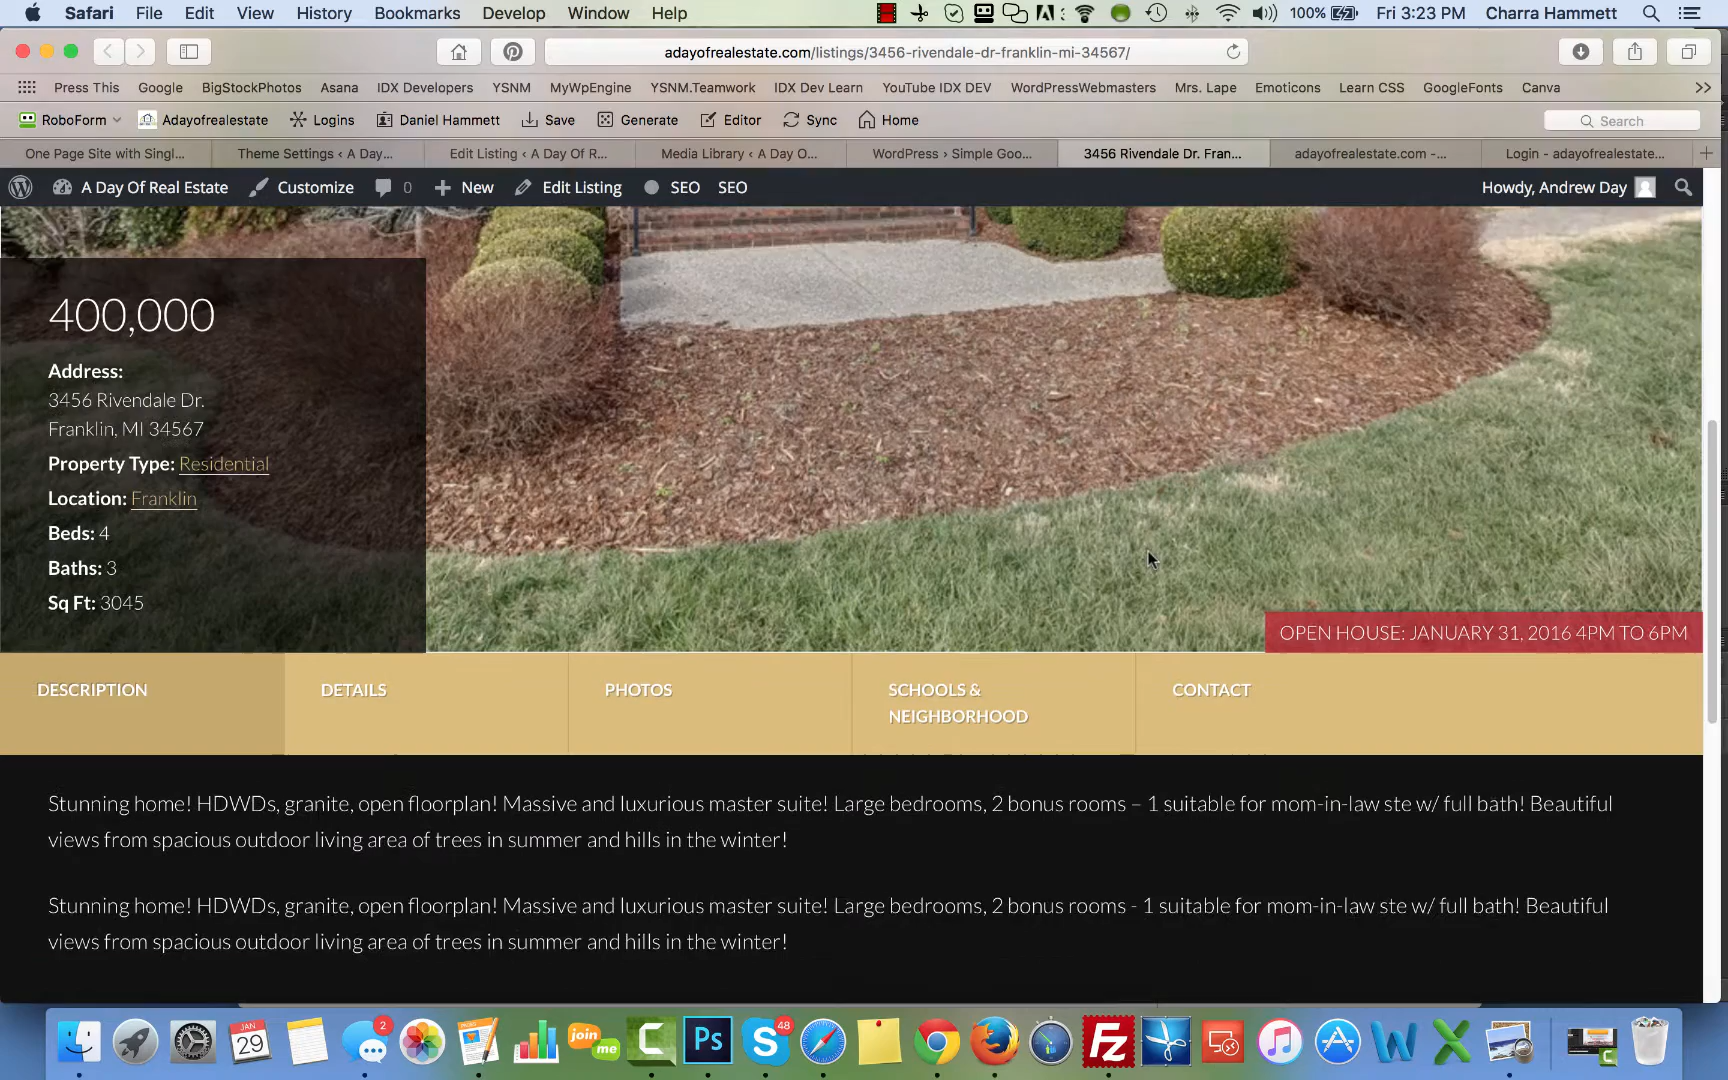 Safari File Edit View History Bookmarks Develop Window Help 100% Fri 3:23 PM Charra Hammett
adayofrealestate.com/listings/3456-rivendale-dr-franklin-mi-34567/
Press This Google BigStockPhotos Asana IDX Developers YSNM MyWpEngine YSNM.Teamwork IDX Dev Learn YouTube IDX DEV WordPressWebmasters Mrs. Lape Emoticons Learn CSS GoogleFonts Canva
RoboForm Adayofrealestate Logins Daniel Hammett Save Generate Editor Sync Home Search
One Page Site with Singl... Theme Settings ‹ A Day... Edit Listing ‹ A Day Of R... Media Library ‹ A Day O... WordPress › Simple Goo... 3456 Rivendale Dr. Fran... adayofrealestate.com -... Login - adayofrealestate...
A Day Of Real Estate Customize 0 New Edit Listing SEO SEO Howdy, Andrew Day
400,000
Address:
3456 Rivendale Dr.
Franklin, MI 34567
Property Type: Residential
Location: Franklin
Beds: 4
Baths: 3
Sq Ft: 3045
OPEN HOUSE: JANUARY 31, 2016 4PM TO 6PM
DESCRIPTION DETAILS PHOTOS SCHOOLS & CONTACT
NEIGHBORHOOD
Stunning home! HDWDs, granite, open floorplan! Massive and luxurious master suite! Large bedrooms, 2 bonus rooms – 1 suitable for mom-in-law ste w/ full bath! Beautiful
views from spacious outdoor living area of trees in summer and hills in the winter!
Stunning home! HDWDs, granite, open floorplan! Massive and luxurious master suite! Large bedrooms, 2 bonus rooms - 1 suitable for mom-in-law ste w/ full bath! Beautiful
views from spacious outdoor living area of trees in summer and hills in the winter!
JAN
29
2
join
me
Ps
48
Fz